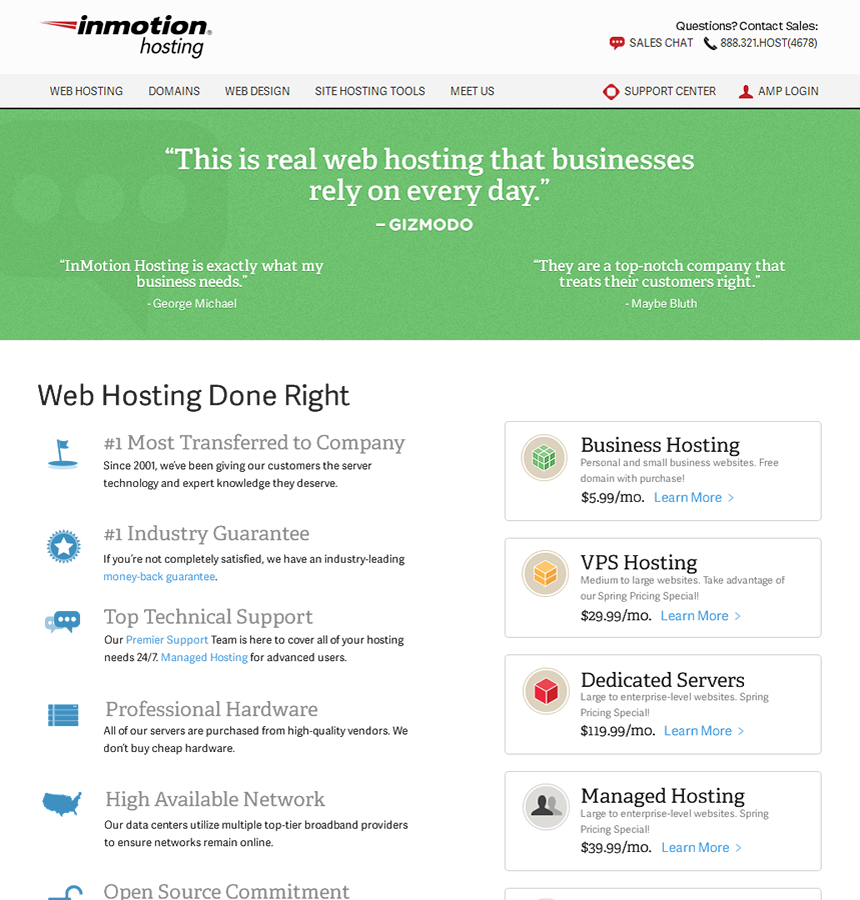 inmotion®
hosting
Questions? Contact Sales:
SALES CHAT 888.321.HOST(4678)
WEB HOSTING DOMAINS WEB DESIGN SITE HOSTING TOOLS MEET US SUPPORT CENTER AMP LOGIN
“This is real web hosting that businesses
rely on every day.”
– GIZMODO
“InMotion Hosting is exactly what my
business needs.”
- George Michael
“They are a top-notch company that
treats their customers right.”
- Maybe Bluth
Web Hosting Done Right
#1 Most Transferred to Company
Since 2001, we’ve been giving our customers the server
technology and expert knowledge they deserve.
#1 Industry Guarantee
If you’re not completely satisfied, we have an industry-leading
money-back guarantee.
Top Technical Support
Our Premier Support Team is here to cover all of your hosting
needs 24/7. Managed Hosting for advanced users.
Professional Hardware
All of our servers are purchased from high-quality vendors. We
don’t buy cheap hardware.
High Available Network
Our data centers utilize multiple top-tier broadband providers
to ensure networks remain online.
Open Source Commitment
Business Hosting
Personal and small business websites. Free
domain with purchase!
$5.99/mo. Learn More >
VPS Hosting
Medium to large websites. Take advantage of
our Spring Pricing Special!
$29.99/mo. Learn More >
Dedicated Servers
Large to enterprise-level websites. Spring
Pricing Special!
$119.99/mo. Learn More >
Managed Hosting
Large to enterprise-level websites. Spring
Pricing Special!
$39.99/mo. Learn More >